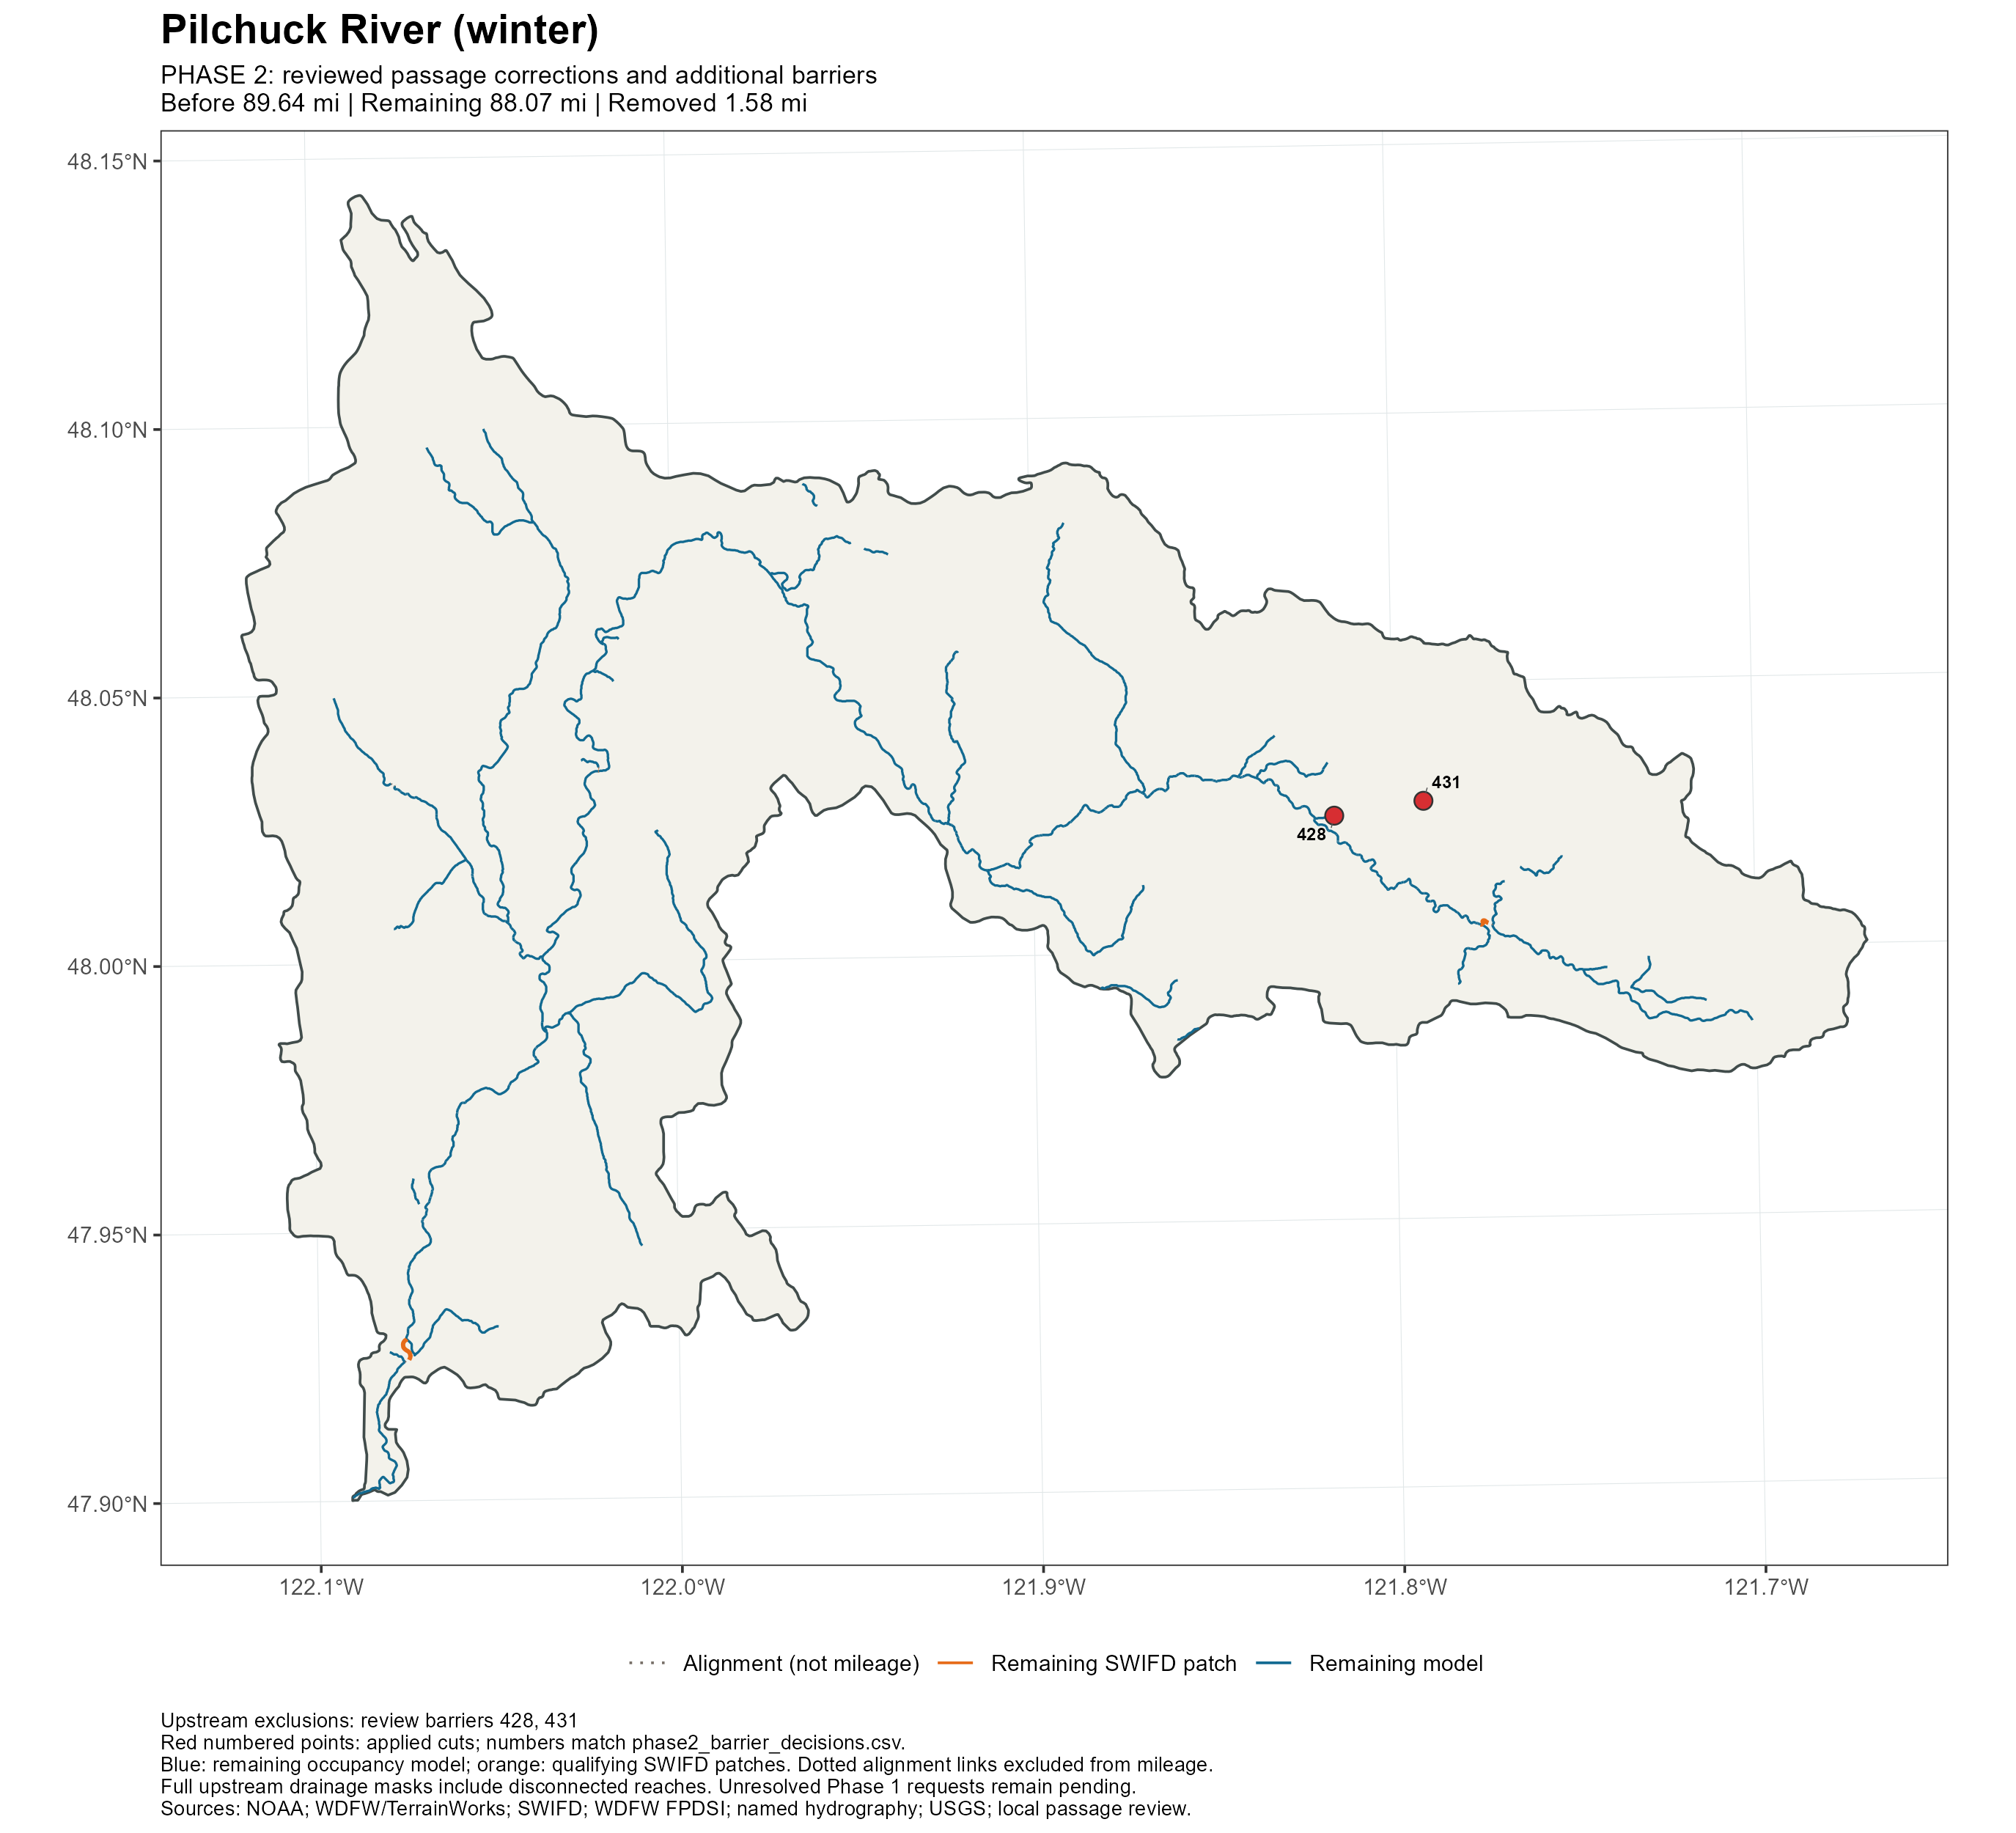 Pilchuck River (winter)
PHASE 2: reviewed passage corrections and additional barriers
Before 89.64 mi | Remaining 88.07 mi | Removed 1.58 mi
48.15°N
48.10°N
48.05°N
431
428
48.00°N
47.95°N
47.90°N
122.1°W
122.0°W
121.9°W
121.8°W
121.7°W
Alignment (not mileage)
Remaining SWIFD patch
Remaining model
Upstream exclusions: review barriers 428, 431
Red numbered points: applied cuts; numbers match phase2_barrier_decisions.csv.
Blue: remaining occupancy model; orange: qualifying SWIFD patches. Dotted alignment links excluded from mileage.
Full upstream drainage masks include disconnected reaches. Unresolved Phase 1 requests remain pending.
Sources: NOAA; WDFW/TerrainWorks; SWIFD; WDFW FPDSI; named hydrography; USGS; local passage review.